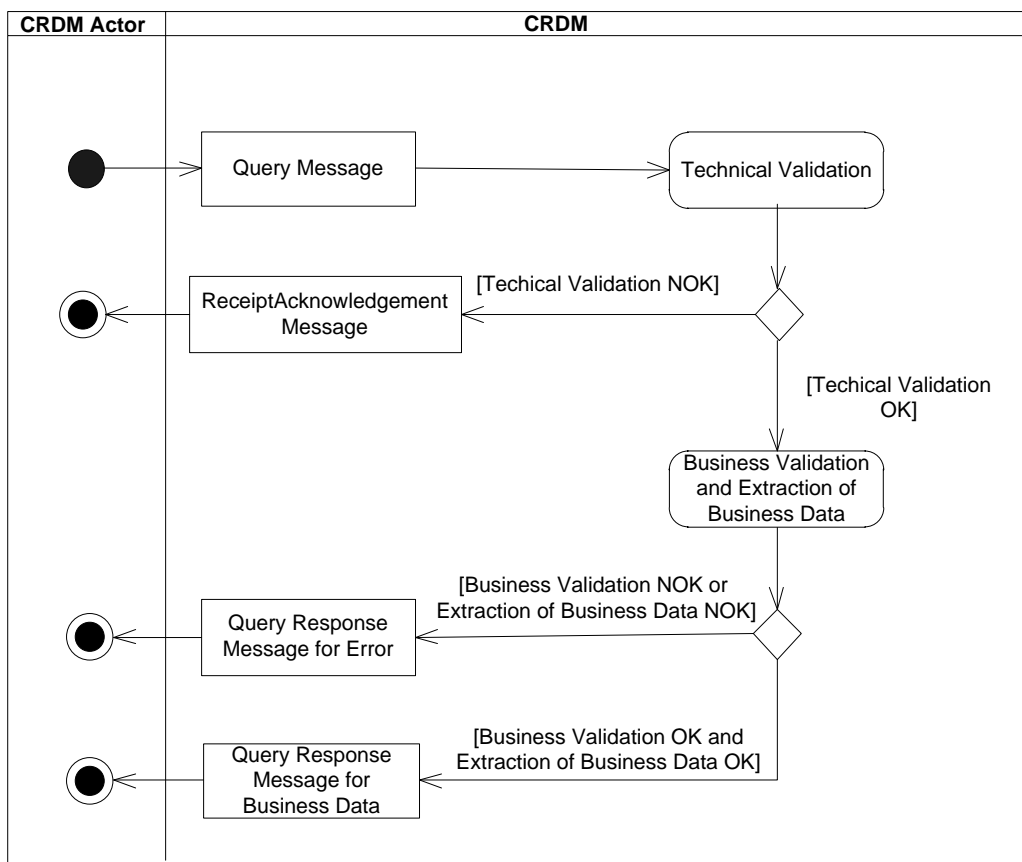 CRDM Actor
CRDM
Query Message
Technical Validation
[Techical Validation NOK]
ReceiptAcknowledgement
Message
[Techical Validation
OK]
Business Validation
and Extraction of
Business Data
[Business Validation NOK or
Extraction of Business Data NOK]
Query Response
Message for Error
[Business Validation OK and
Extraction of Business Data OK]
Query Response
Message for
Business Data